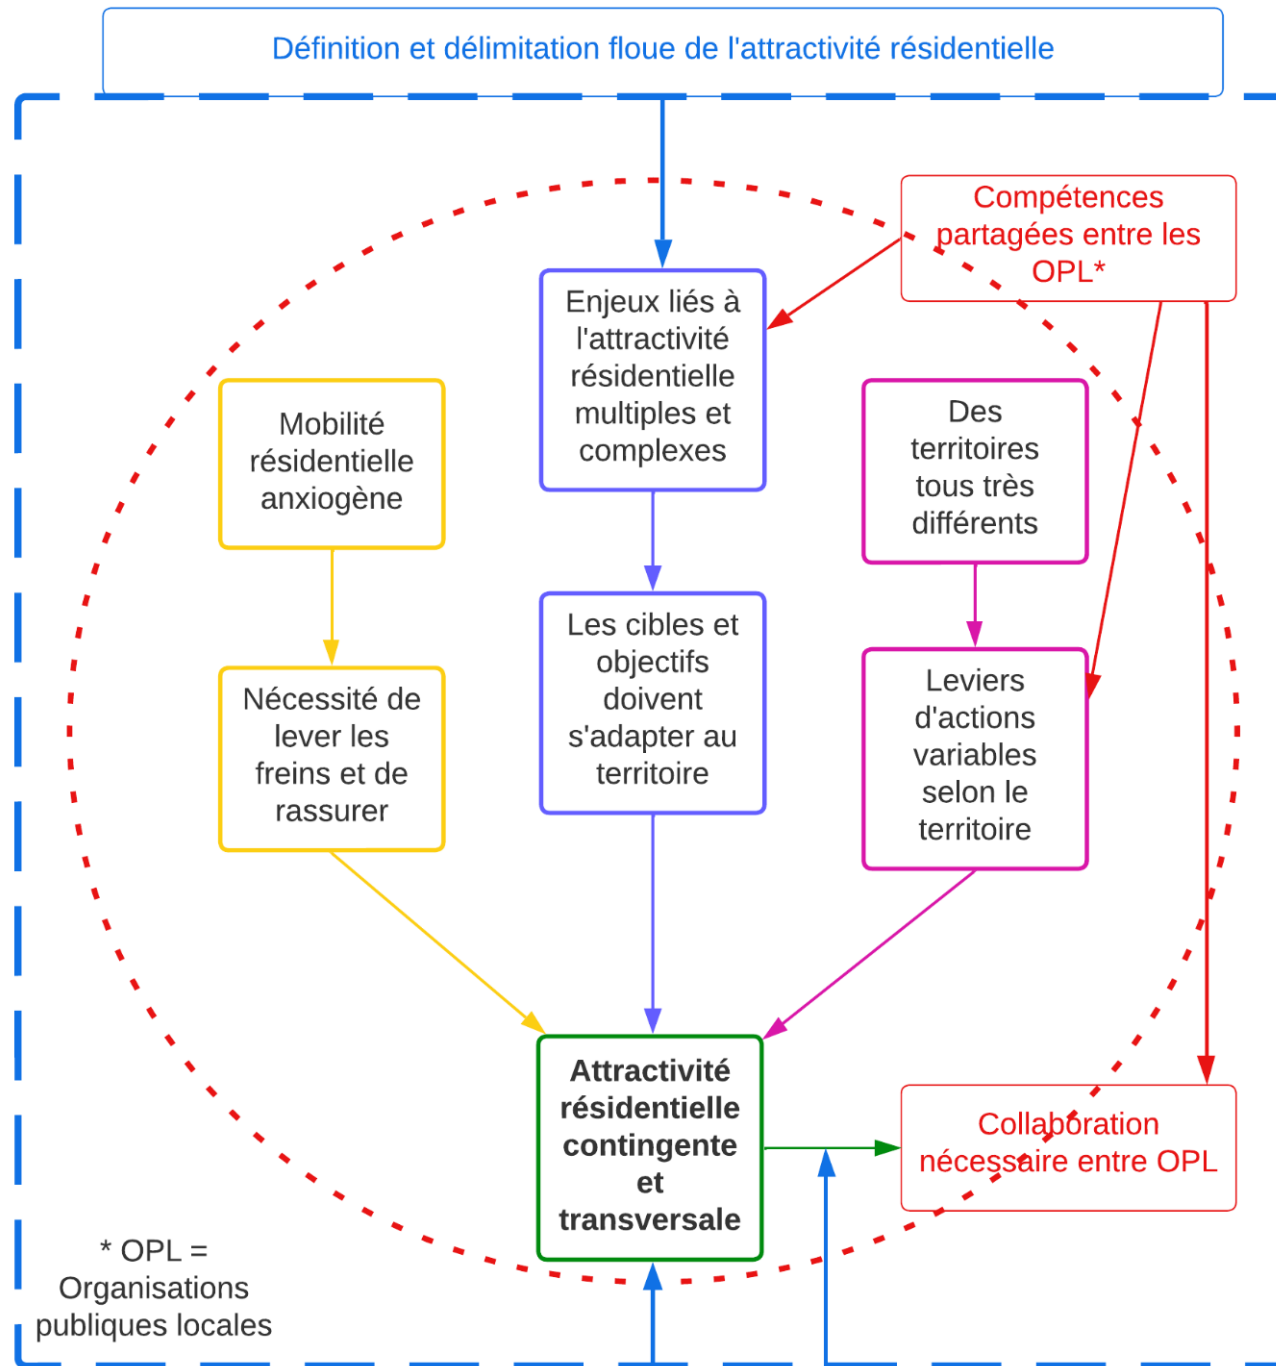 Définition et délimitation floue de l'attractivité résidentielle
Compétences
partagées entre les
OPL*
Enjeux liés à
l'attractivité
résidentielle
multiples et
complexes
Mobilité
résidentielle
anxiogène
Des
territoires
tous très
différents
Les cibles et
objectifs
doivent
s'adapter au
territoire
Nécessité de
lever les
freins et de
rassurer
Leviers
d'actions
variables
selon le
territoire
Attractivité
résidentielle
contingente
et
transversale
Collaboration
nécessaire entre OPL
* OPL =
Organisations
publiques locales